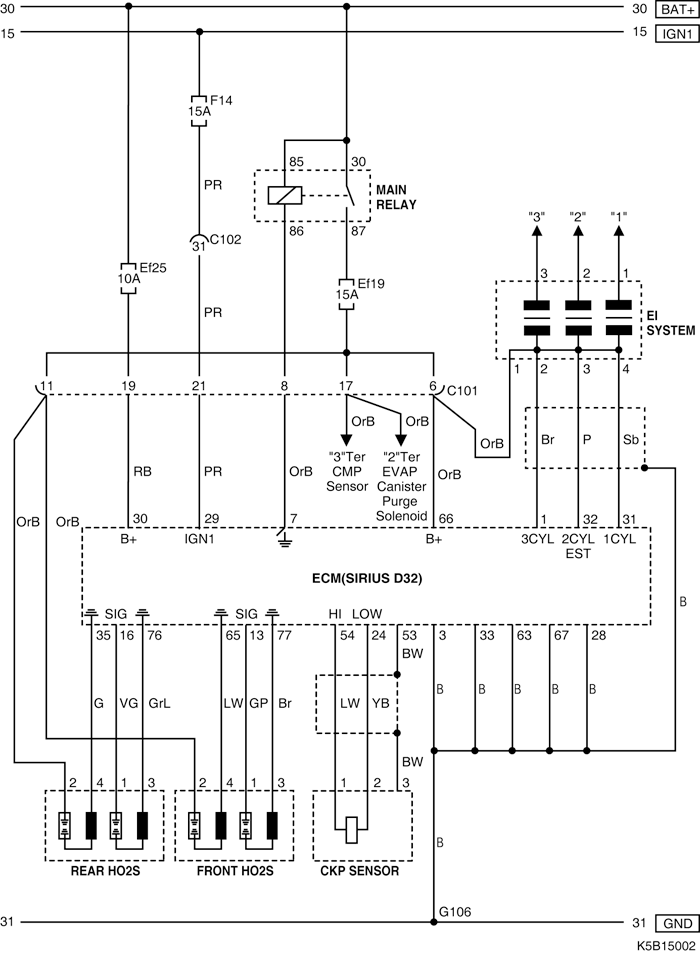 30 30 BAT+
15 15 IGN1
F14
15A
PR
85 30
MAIN
RELAY
86 87
31 C102
Ef25
10A
Ef19
15A
PR
"3" "2" "1"
3 2 1
EI
SYSTEM
1 2 3 4
11 19 21 8 17 6 C101
OrB OrB OrB
Br P Sb
"3"Ter
CMP
Sensor
"2"Ter
EVAP
Canister
Purge
Solenoid
RB PR OrB OrB
OrB OrB
30 29 7 66 1 32 31
B+ IGN1 B+ 3CYL 2CYL 1CYL
EST
ECM(SIRIUS D32)
B
SIG SIG HI LOW
35 16 76 65 13 77 54 24 53 3 33 63 67 28
BW
G VG GrL LW GP Br LW YB B B B B B
BW
2 4 1 3 2 4 1 3 1 2 3
B
REAR HO2S FRONT HO2S CKP SENSOR
G106
31 31 GND
K5B15002